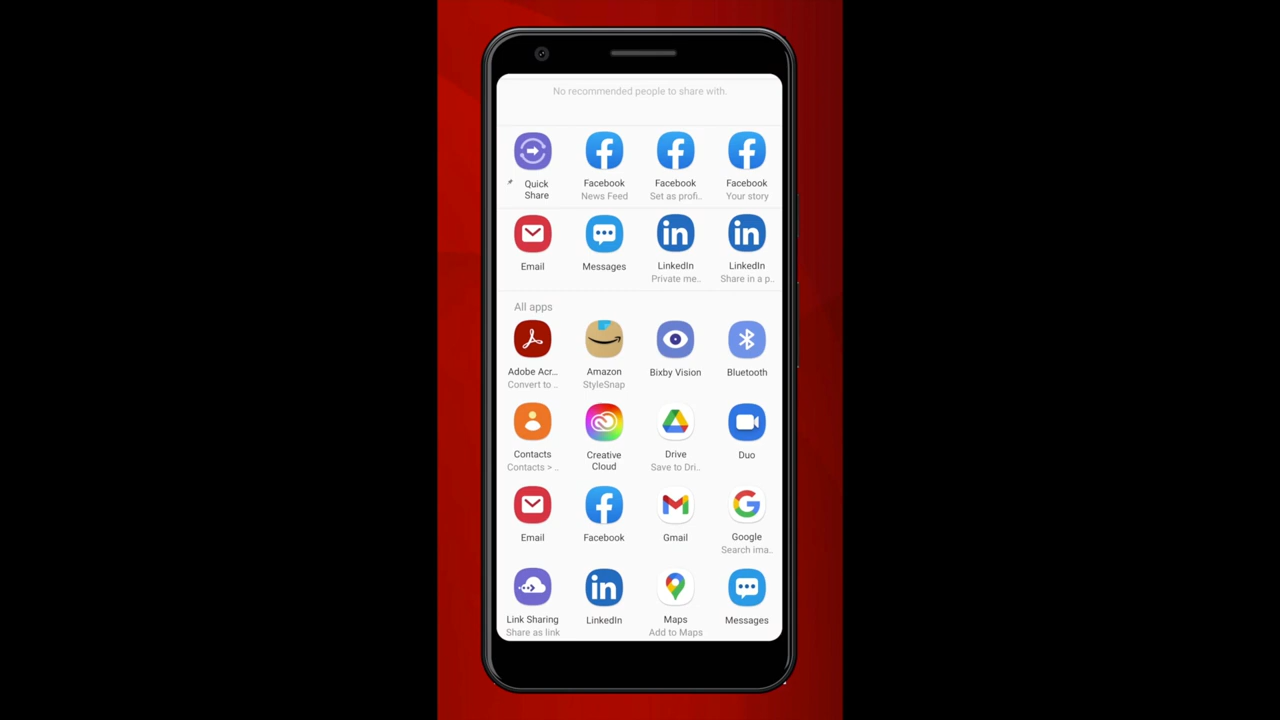 No recommended people to share with.
Quick Share
Facebook News Feed
Facebook Set as profi..
Facebook Your story
Email
Messages
LinkedIn Private me..
LinkedIn Share in a p..
All apps
Adobe Acr... Convert to ..
Amazon StyleSnap
Bixby Vision
Bluetooth
Contacts Contacts > ..
Creative Cloud
Drive Save to Dri..
Duo
Email
Facebook
Gmail
Google Search ima..
Link Sharing Share as link
LinkedIn
Maps Add to Maps
Messages